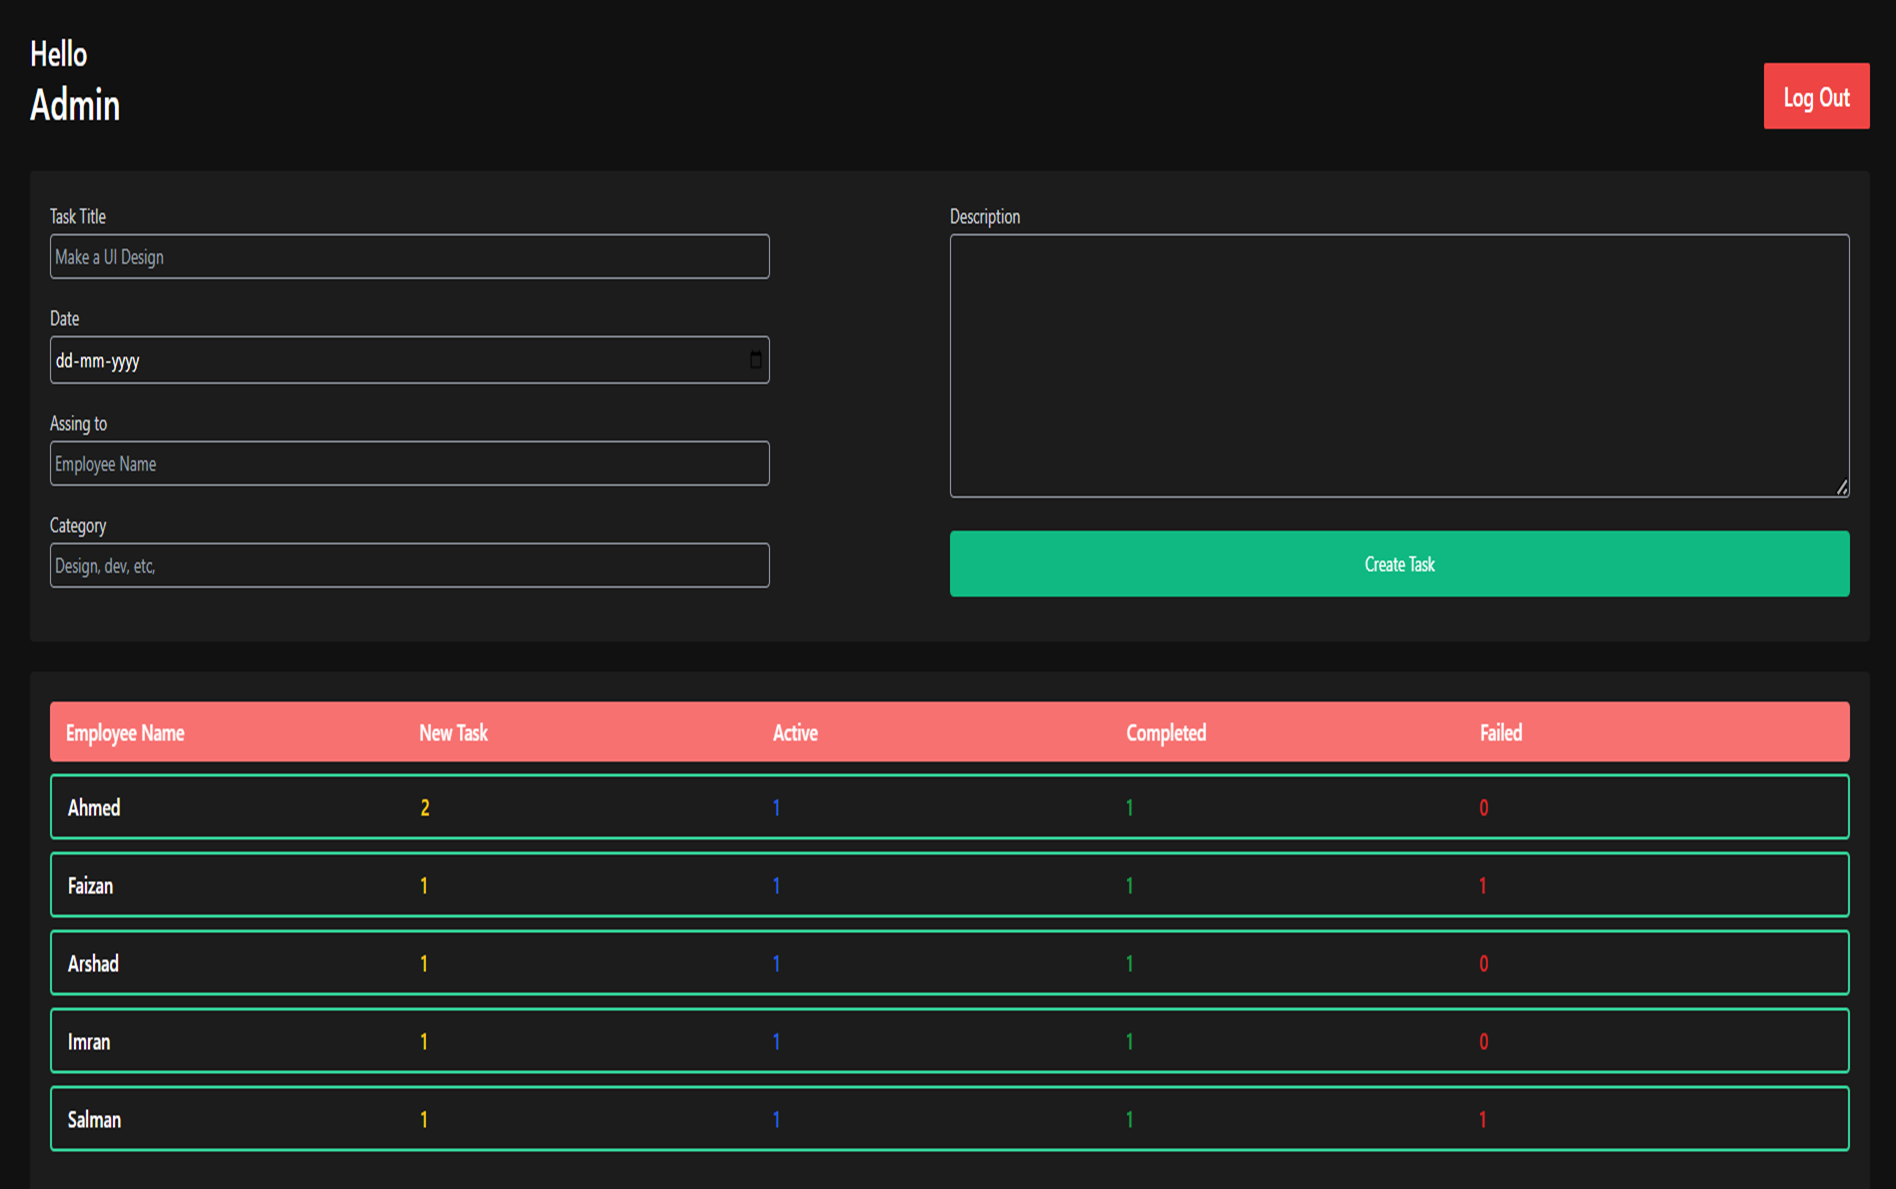 Hello
Admin
Log Out
Task Title
Make a UI Design
Date
dd-mm-yyyy
Assing to
Employee Name
Category
Design, dev, etc,
Description
Create Task
Employee Name New Task Active Completed Failed
Ahmed 2 1 1 0
Faizan 1 1 1 1
Arshad 1 1 1 0
Imran 1 1 1 0
Salman 1 1 1 1